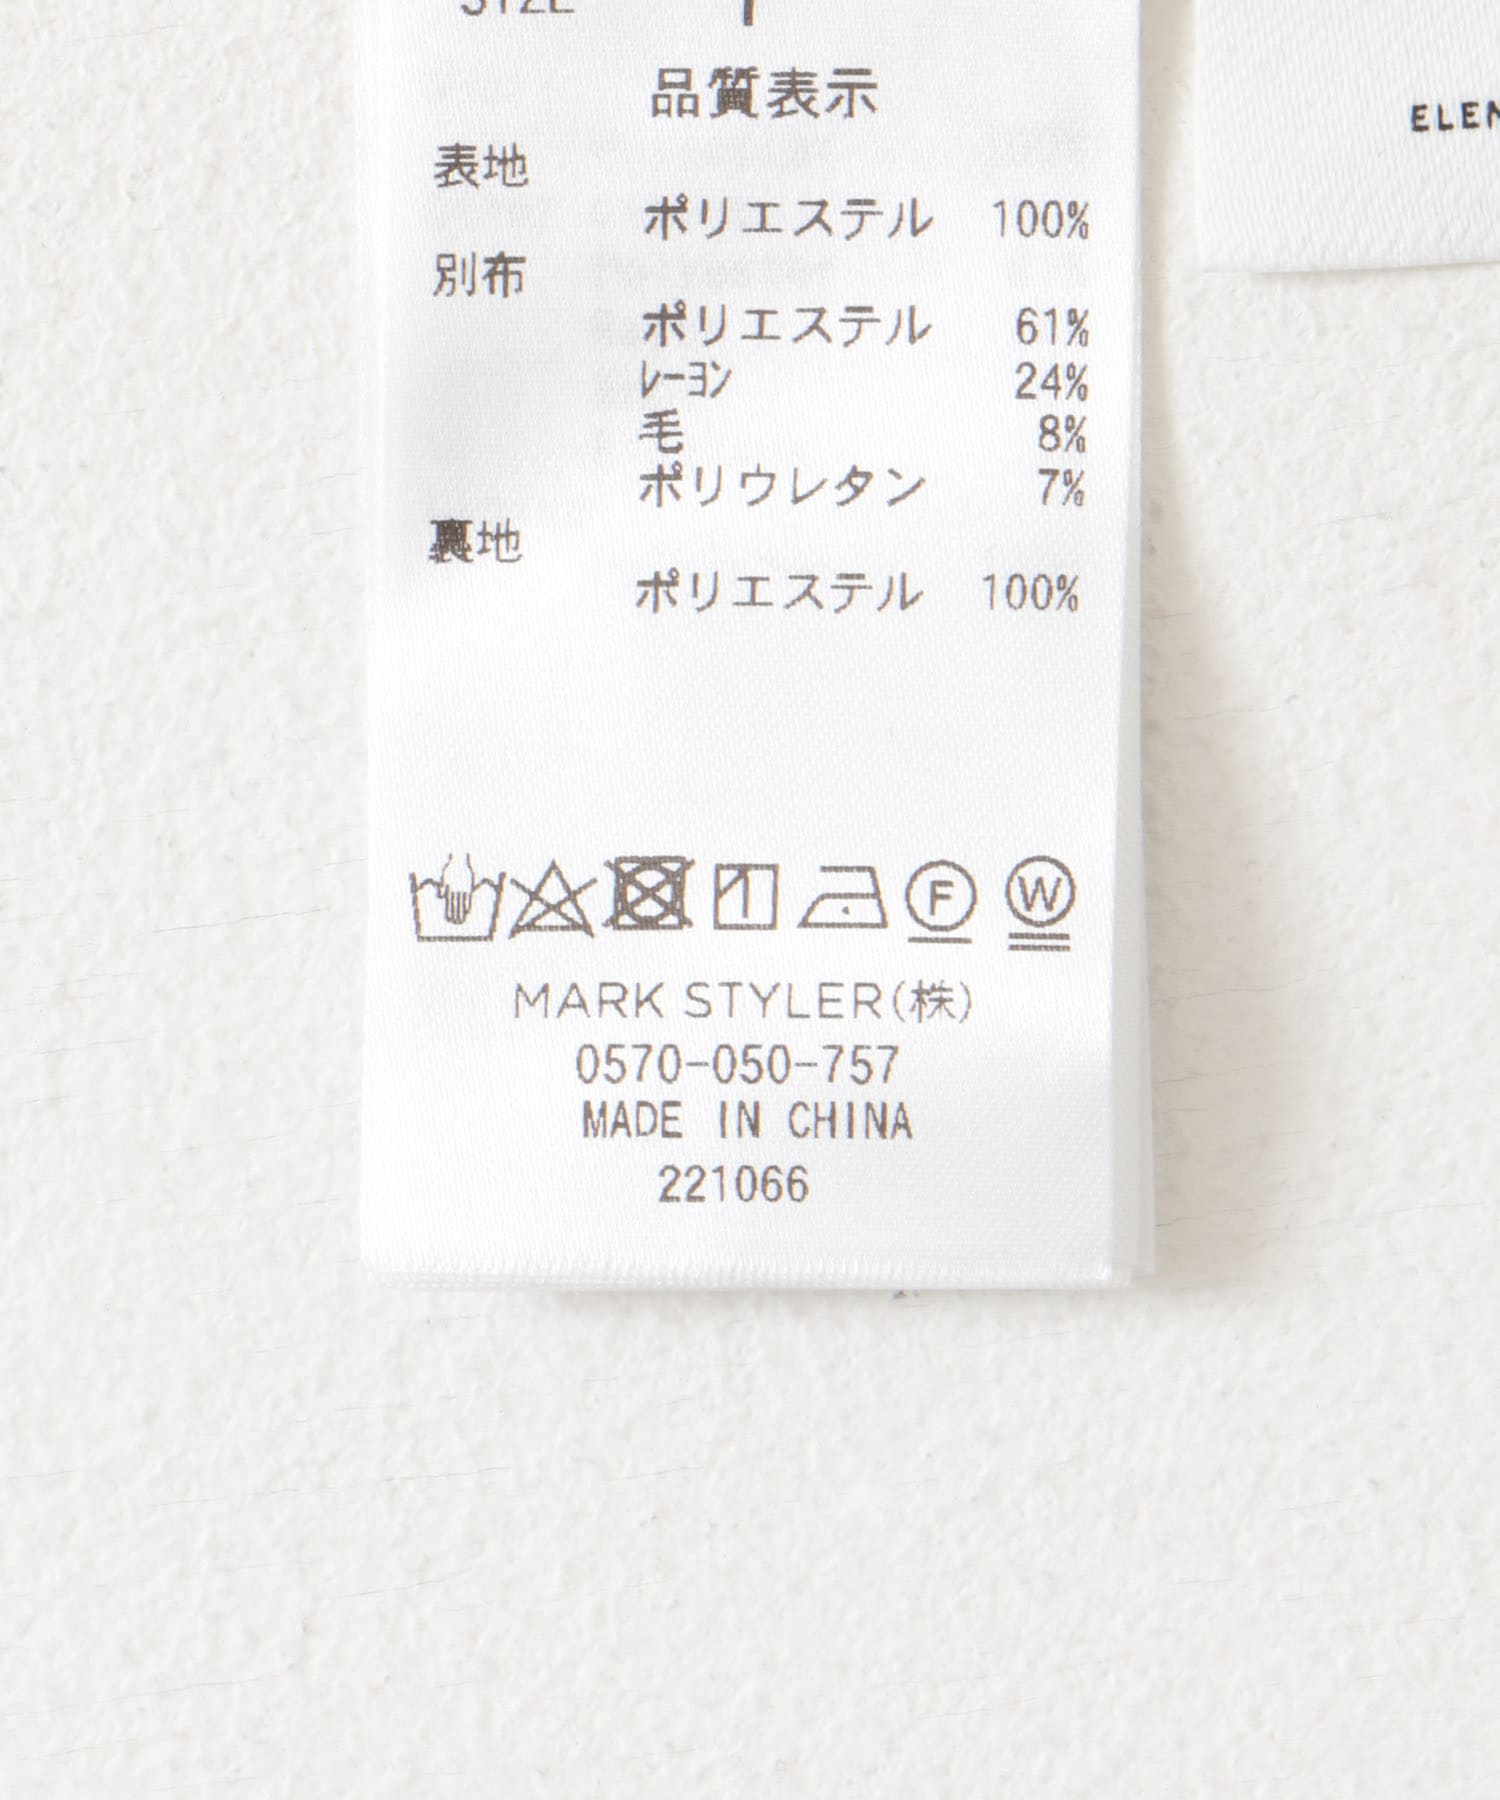 SIZE
品質表示
表地
ポリエステル 100%
別布
ポリエステル 61%
レーヨン 24%
毛 8%
ポリウレタン 7%
裏地
ポリエステル 100%
F W
MARK STYLER(株)
0570-050-757
MADE IN CHINA
221066